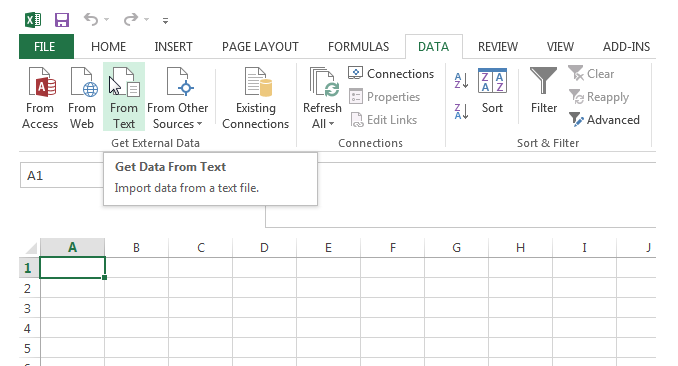 FILE HOME INSERT PAGE LAYOUT FORMULAS DATA REVIEW VIEW ADD-INS
From Access
From Web
From Text
From Other Sources
Existing Connections
Get External Data
Refresh All
Connections
Properties
Edit Links
Connections
A Z
Z A
Z A A Z
Sort
Filter
Clear
Reapply
Advanced
Sort & Filter
A1
Get Data From Text
Import data from a text file.
A B C D E F G H I J
1
2
3
4
5